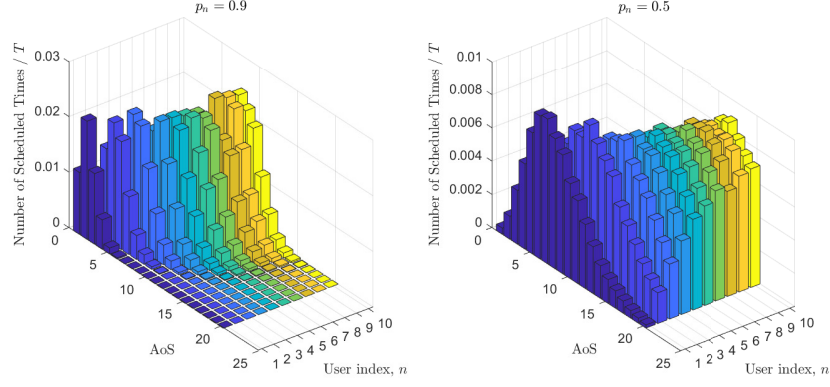 p_n = 0.9
Number of Scheduled Times / T
0.03
0.02
0.01
0
0
5
10
15
20
25
AoS
1 2 3 4 5 6 7 8 9 10
User index, n
p_n = 0.5
Number of Scheduled Times / T
0.01
0.008
0.006
0.004
0.002
0
0
5
10
15
20
25
AoS
1 2 3 4 5 6 7 8 9 10
User index, n